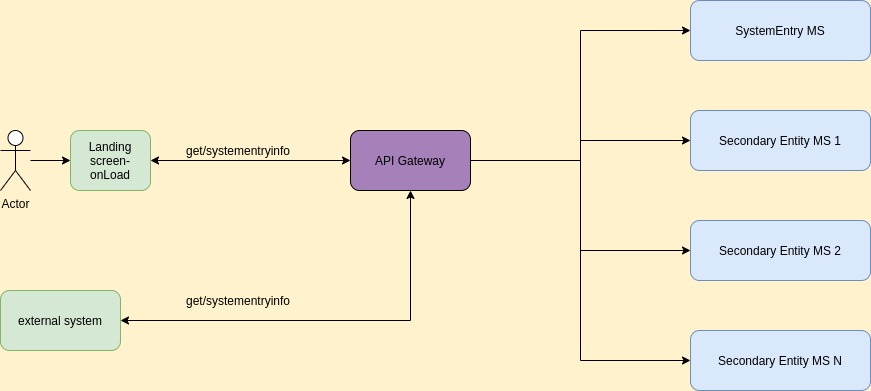 SystemEntry MS
Secondary Entity MS 1
Landing
screen-
onLoad
get/systementryinfo
API Gateway
Actor
Secondary Entity MS 2
external system
get/systementryinfo
Secondary Entity MS N